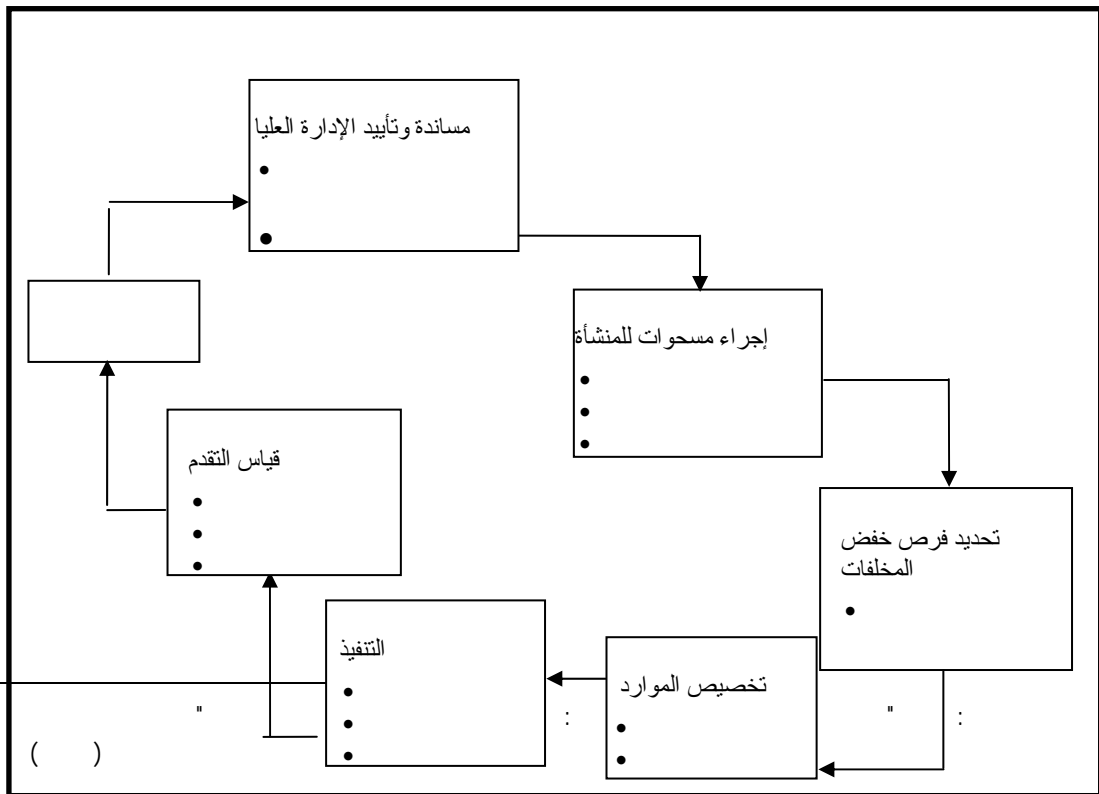 مساندة وتأييد الإدارة العليا
•
•
إجراء مسحوات للمنشأة
•
•
•
تحديد فرص خفض
المخلفات
•
تخصيص الموارد
•
•
التنفيذ
•
•
•
قياس التقدم
•
•
•
: " : "
( )